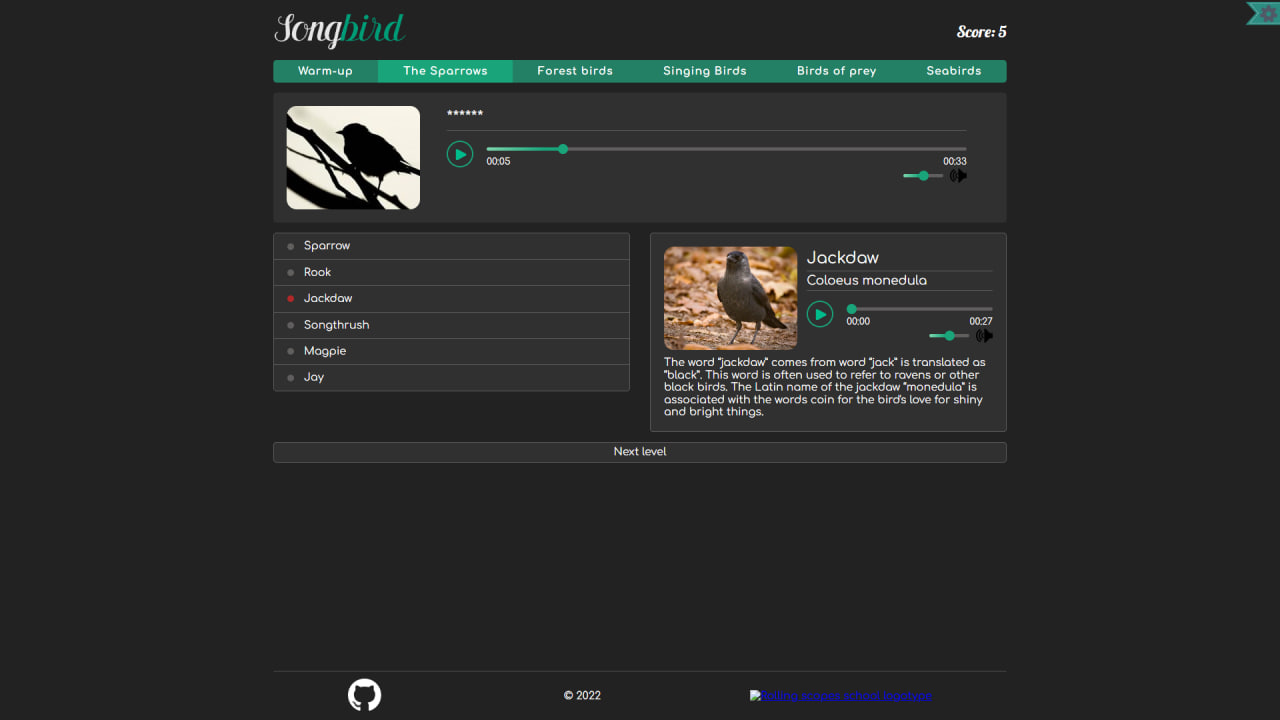 Songbird
Score: 5
Warm-up The Sparrows Forest birds Singing Birds Birds of prey Seabirds
******
00:05 00:33
Sparrow
Rook
Jackdaw
Songthrush
Magpie
Jay
Jackdaw
Coloeus monedula
00:00 00:27
The word "jackdaw" comes from word "jack" is translated as
"black". This word is often used to refer to ravens or other
black birds. The Latin name of the jackdaw "monedula" is
associated with the words coin for the bird's love for shiny
and bright things.
Next level
© 2022